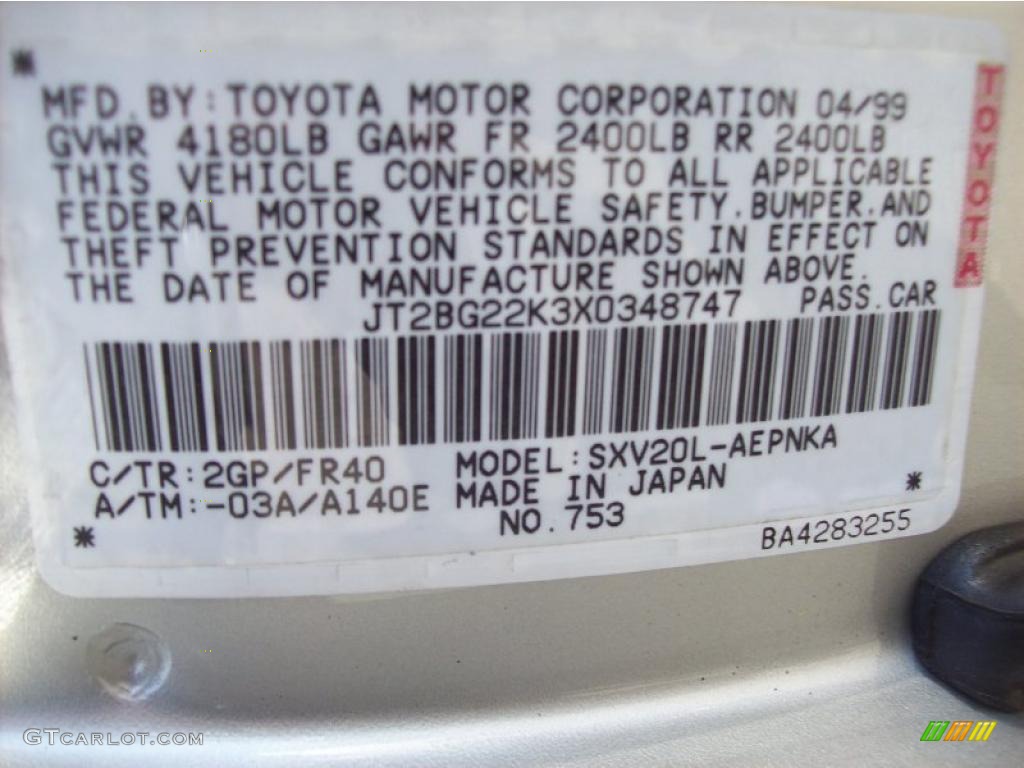 MFD. BY: TOYOTA MOTOR CORPORATION 04/99
GVWR 4180LB GAWR FR 2400LB RR 2400LB
THIS VEHICLE CONFORMS TO ALL APPLICABLE
FEDERAL MOTOR VEHICLE SAFETY. BUMPER. AND
THEFT PREVENTION STANDARDS IN EFFECT ON
THE DATE OF MANUFACTURE SHOWN ABOVE.
JT2BG22K3X0348747 PASS. CAR
TOYOTA
C/TR: 2GP/FR40 MODEL: SXV20L-AEPNKA
A/TM: -03A/A140E MADE IN JAPAN
NO. 753
BA4283255
GTCARLOT.COM